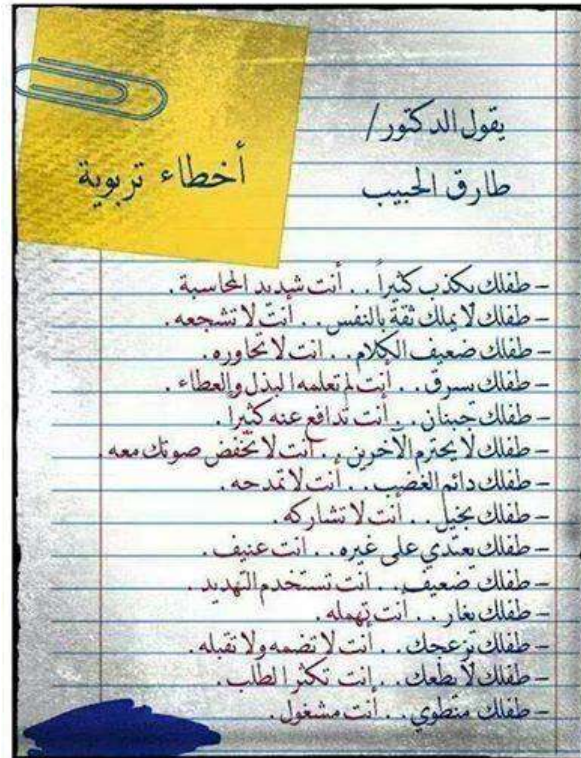 يقول الدكتور/
طارق الحبيب
أخطاء تربوية
- طفلك يكذب كثيراً . . أنت شديد المحاسبة .
- طفلك لا يملك ثقة بالنفس . . أنت لا تشجعه .
- طفلك ضعيف الكلام . . انت لا تحاوره .
- طفلك يسرق . . أنت لم تعلمه البذل والعطاء .
- طفلك جبنان . . أنت تدافع عنه كثيراً .
- طفلك لا يحترم الآخرين . . أنت لا تخفض صوتك معه .
- طفلك دائم الغضب . . أنت لا تمدحه .
- طفلك بخيل . . أنت لا تشاركه .
- طفلك يعتدي على غيره . . انت عنيف .
- طفلك ضعيف . . انت تستخدم التهديد .
- طفلك يغار . . أنت تهمله .
- طفلك يزعجك . . أنت لا تضمه ولا تقبله .
- طفلك لا يطعك . . انت تكثر الطلب .
- طفلك منطوي . . أنت مشغول .